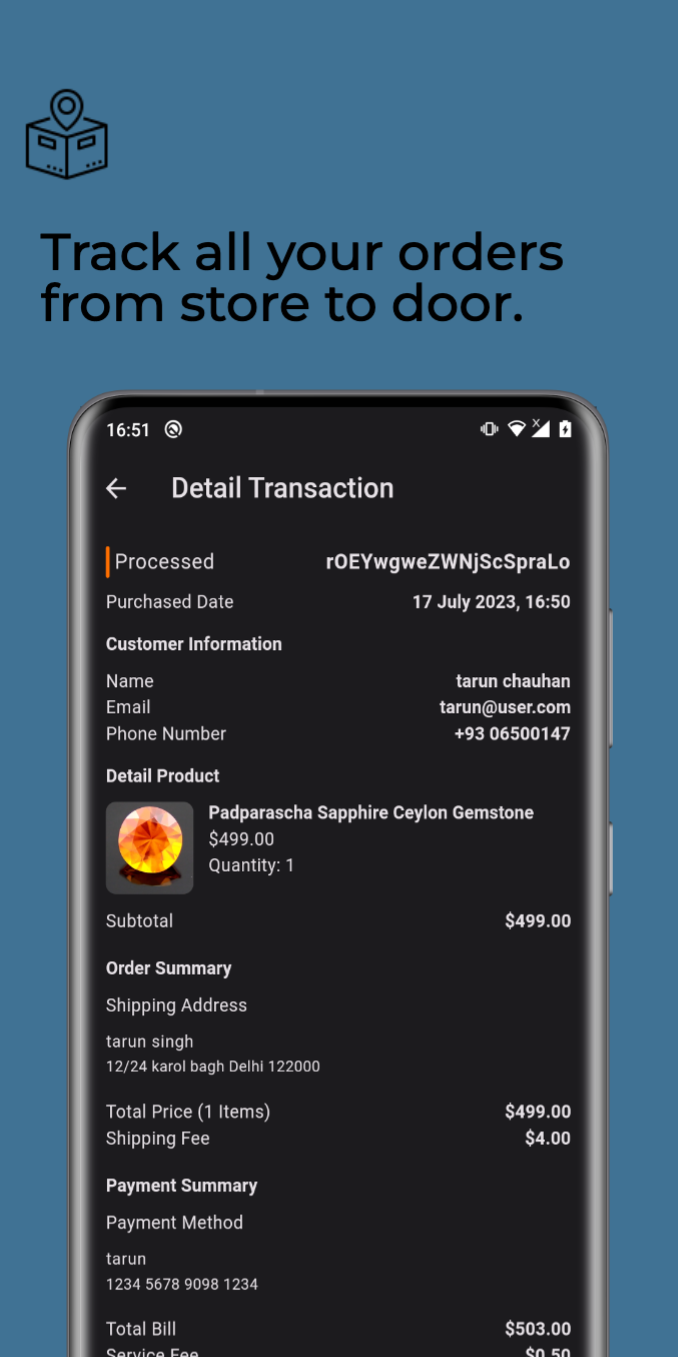 Track all your orders
from store to door.
16:51
Detail Transaction
Processed rOEYwgweZWNjScSpraLo
Purchased Date 17 July 2023, 16:50
Customer Information
Name tarun chauhan
Email tarun@user.com
Phone Number +93 06500147
Detail Product
Padparascha Sapphire Ceylon Gemstone
$499.00
Quantity: 1
Subtotal $499.00
Order Summary
Shipping Address
tarun singh
12/24 karol bagh Delhi 122000
Total Price (1 Items) $499.00
Shipping Fee $4.00
Payment Summary
Payment Method
tarun
1234 5678 9098 1234
Total Bill $503.00
Service Fee $0.50